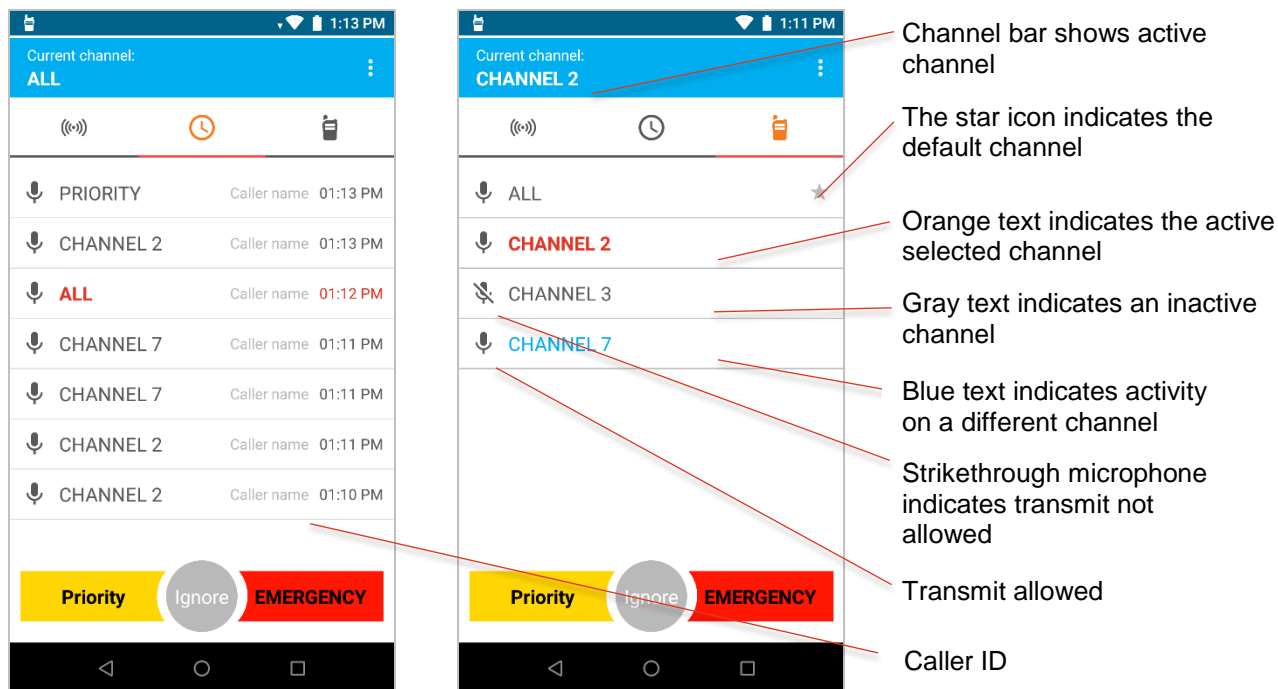 1:13 PM
Current channel:
ALL
PRIORITY Caller name 01:13 PM
CHANNEL 2 Caller name 01:13 PM
ALL Caller name 01:12 PM
CHANNEL 7 Caller name 01:11 PM
CHANNEL 7 Caller name 01:11 PM
CHANNEL 2 Caller name 01:11 PM
CHANNEL 2 Caller name 01:10 PM
Priority Ignore EMERGENCY
1:11 PM
Current channel:
CHANNEL 2
ALL
CHANNEL 2
CHANNEL 3
CHANNEL 7
Priority Ignore EMERGENCY
Channel bar shows active
channel
The star icon indicates the
default channel
Orange text indicates the active
selected channel
Gray text indicates an inactive
channel
Blue text indicates activity
on a different channel
Strikethrough microphone
indicates transmit not
allowed
Transmit allowed
Caller ID